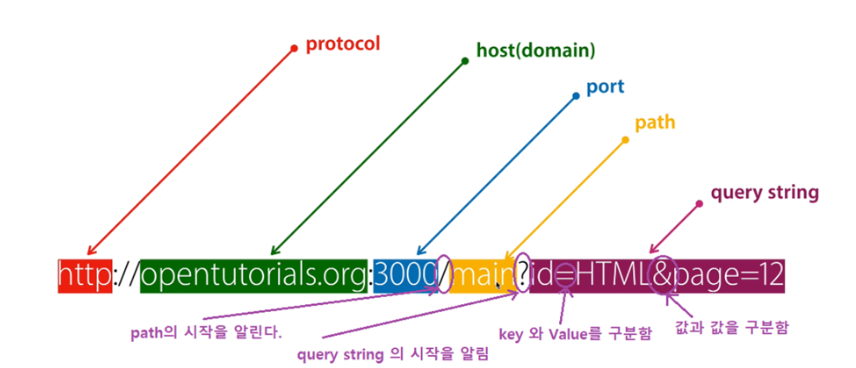 protocol
host(domain)
port
path
query string
http://opentutorials.org:3000/main?id=HTML&page=12
path의 시작을 알린다.
query string 의 시작을 알림
key 와 Value를 구분함
값과 값을 구분함